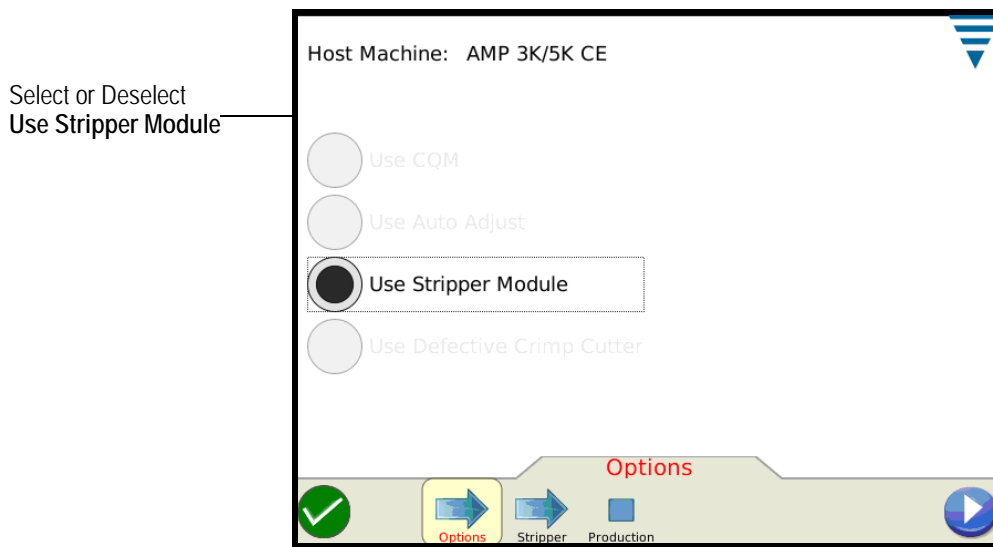 Host Machine: AMP 3K/5K CE
Select or Deselect
Use Stripper Module
Use CQM
Use Auto Adjust
Use Stripper Module
Use Defective Crimp Cutter
Options
Options
Stripper
Production